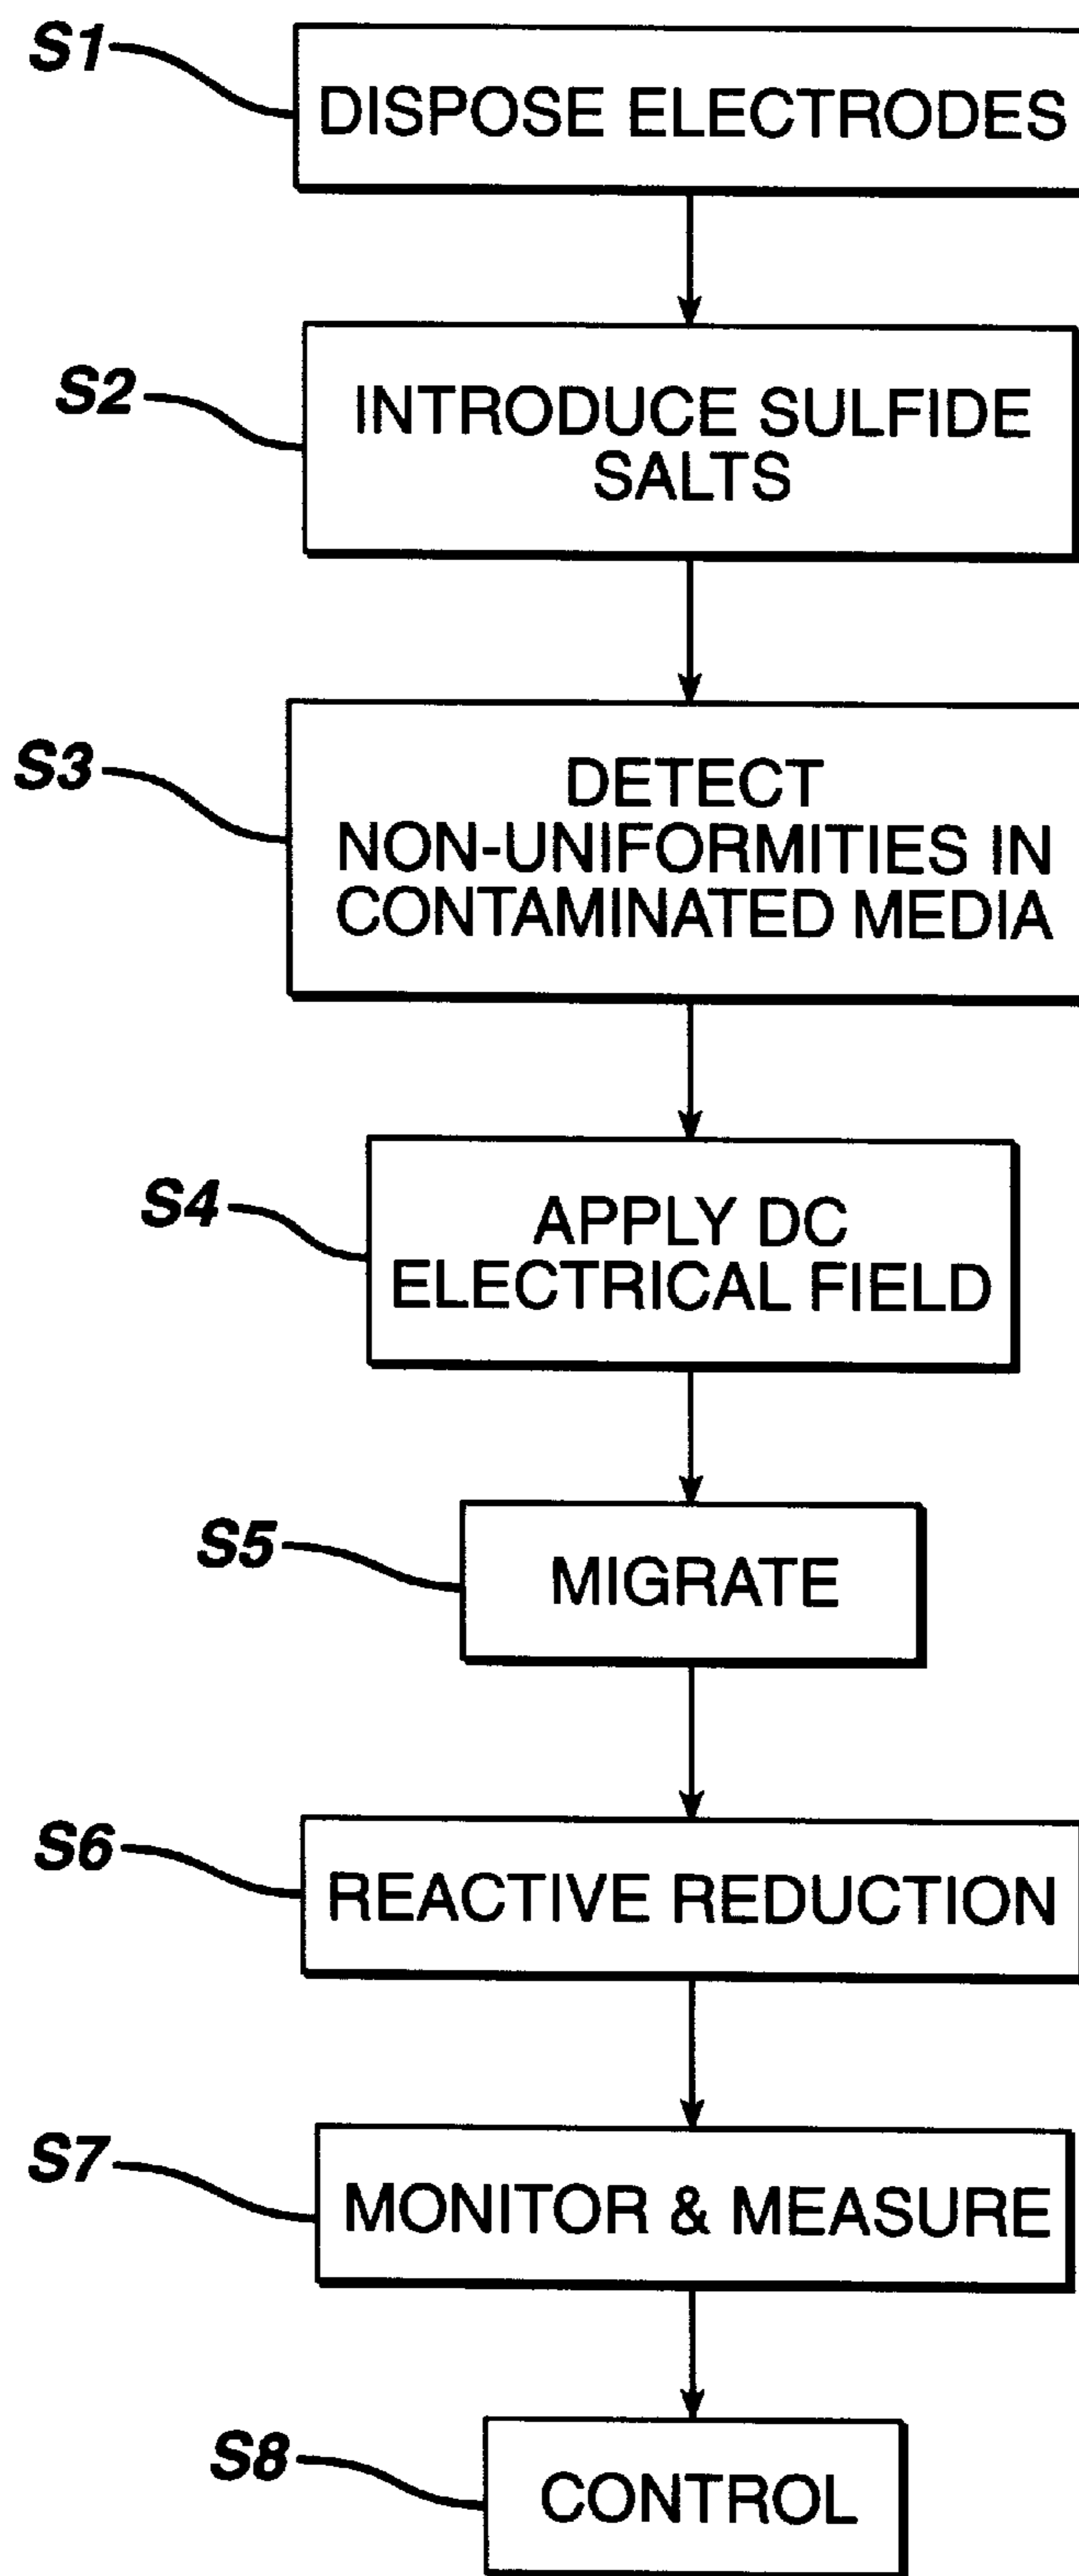 S1
DISPOSE ELECTRODES
S2
INTRODUCE SULFIDE
SALTS
S3
DETECT
NON-UNIFORMITIES IN
CONTAMINATED MEDIA
S4
APPLY DC
ELECTRICAL FIELD
S5
MIGRATE
S6
REACTIVE REDUCTION
S7
MONITOR & MEASURE
S8
CONTROL